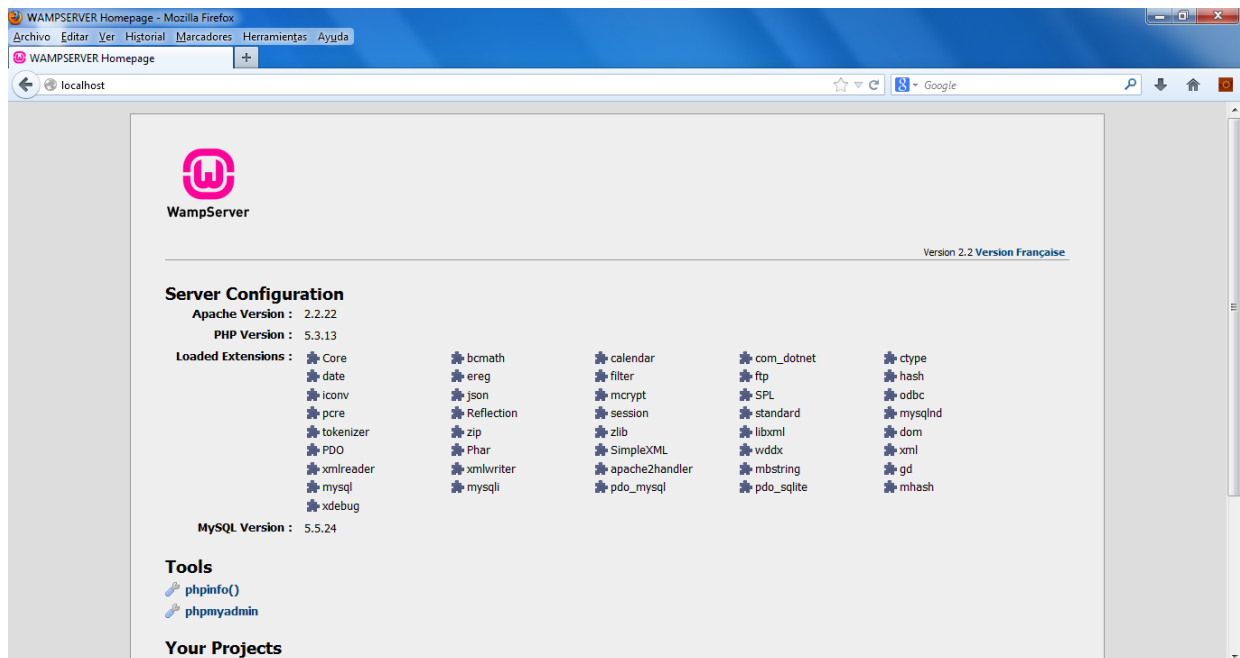 WAMPSERVER Homepage - Mozilla Firefox
Archivo Editar Ver Historial Marcadores Herramientas Ayuda
WAMPSERVER Homepage +
localhost
Google
WampServer
Version 2.2 Version Française
Server Configuration
Apache Version : 2.2.22
PHP Version : 5.3.13
Loaded Extensions : Core bcmath calendar com_dotnet ctype
date ereg filter ftp hash
iconv json mcrypt SPL odbc
pcre Reflection session standard mysqlnd
tokenizer zip zlib libxml dom
PDO Phar SimpleXML wddx xml
xmlreader xmlwriter apache2handler mbstring gd
mysql mysqli pdo_mysql pdo_sqlite mhash
xdebug
MySQL Version : 5.5.24
Tools
phpinfo()
phpmyadmin
Your Projects